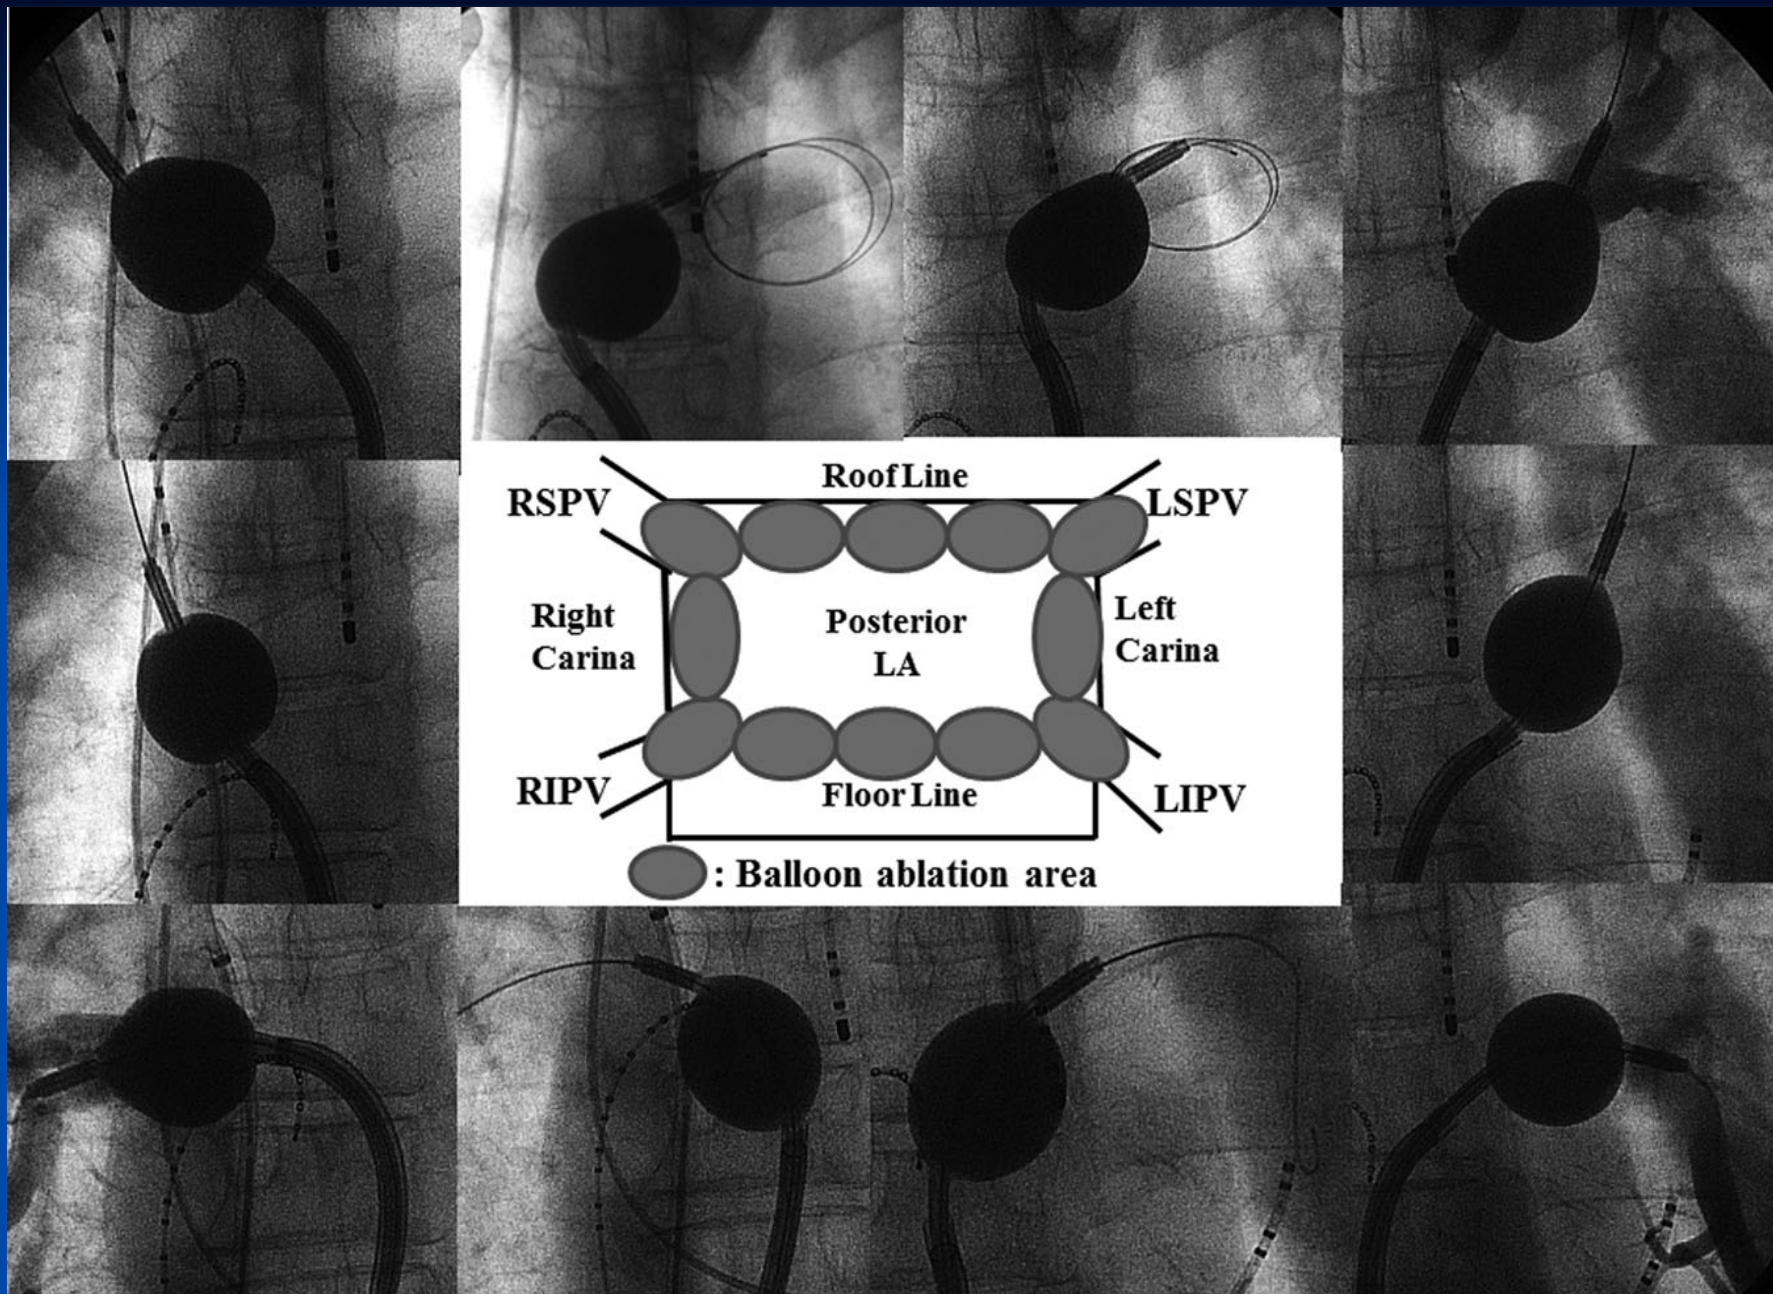 Roof Line
RSPV
LSPV
Right
Carina
Posterior
LA
Left
Carina
RIPV
Floor Line
LIPV
: Balloon ablation area